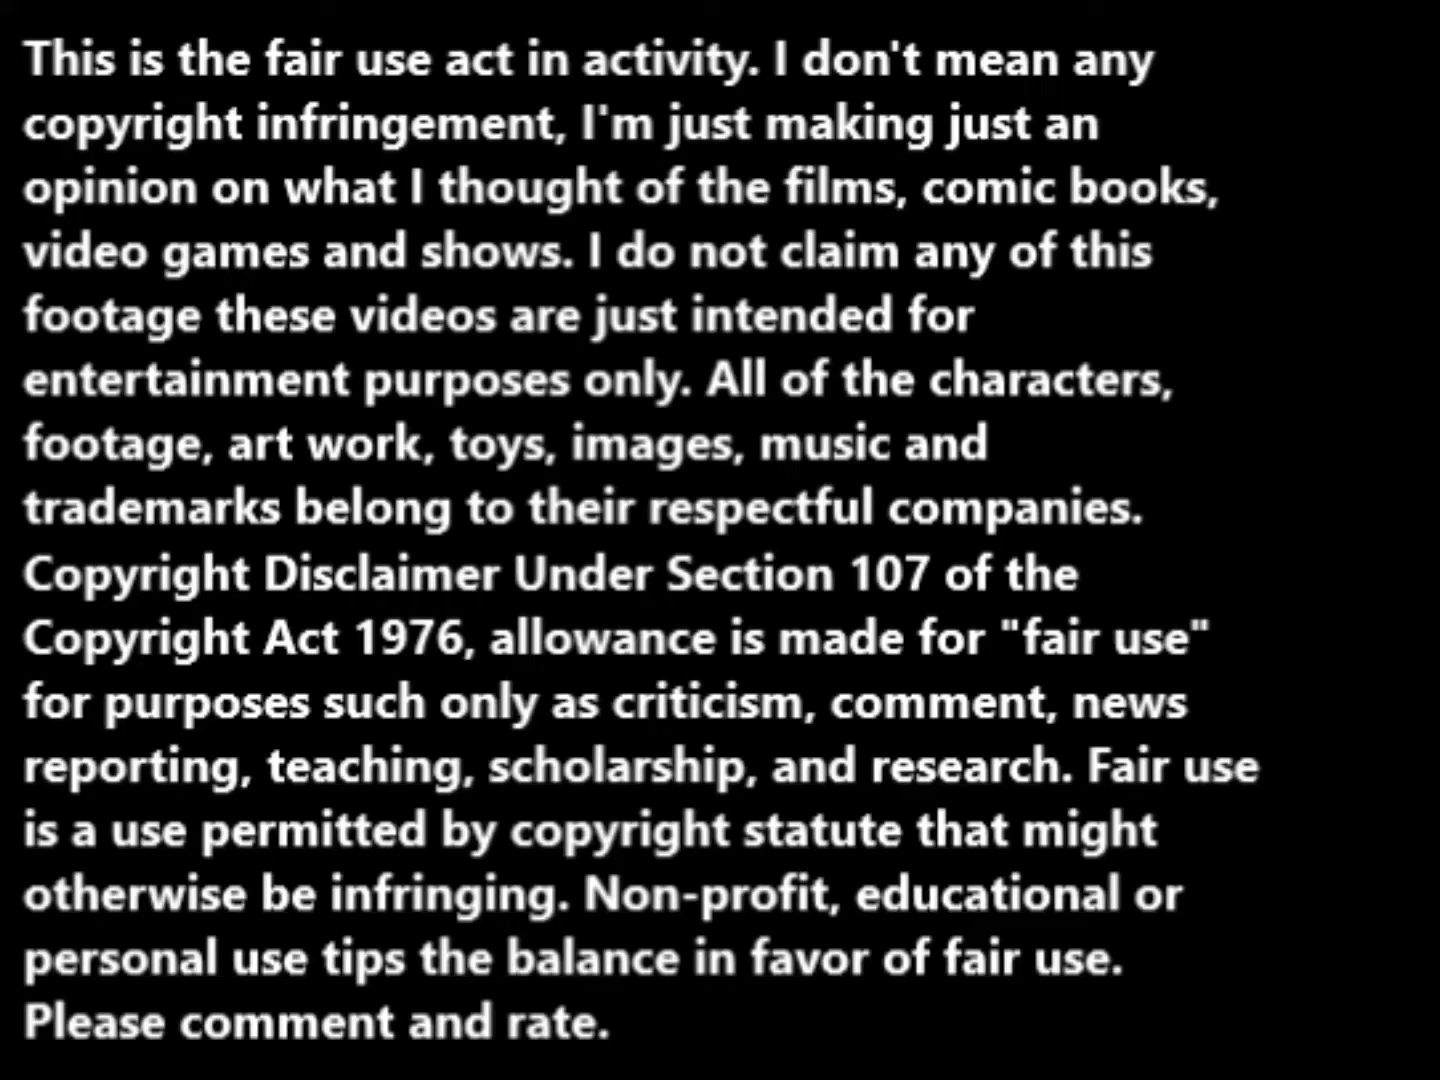 This is the fair use act in activity. I don't mean any
copyright infringement, I'm just making just an
opinion on what I thought of the films, comic books,
video games and shows. I do not claim any of this
footage these videos are just intended for
entertainment purposes only. All of the characters,
footage, art work, toys, images, music and
trademarks belong to their respectful companies.
Copyright Disclaimer Under Section 107 of the
Copyright Act 1976, allowance is made for "fair use"
for purposes such only as criticism, comment, news
reporting, teaching, scholarship, and research. Fair use
is a use permitted by copyright statute that might
otherwise be infringing. Non-profit, educational or
personal use tips the balance in favor of fair use.
Please comment and rate.